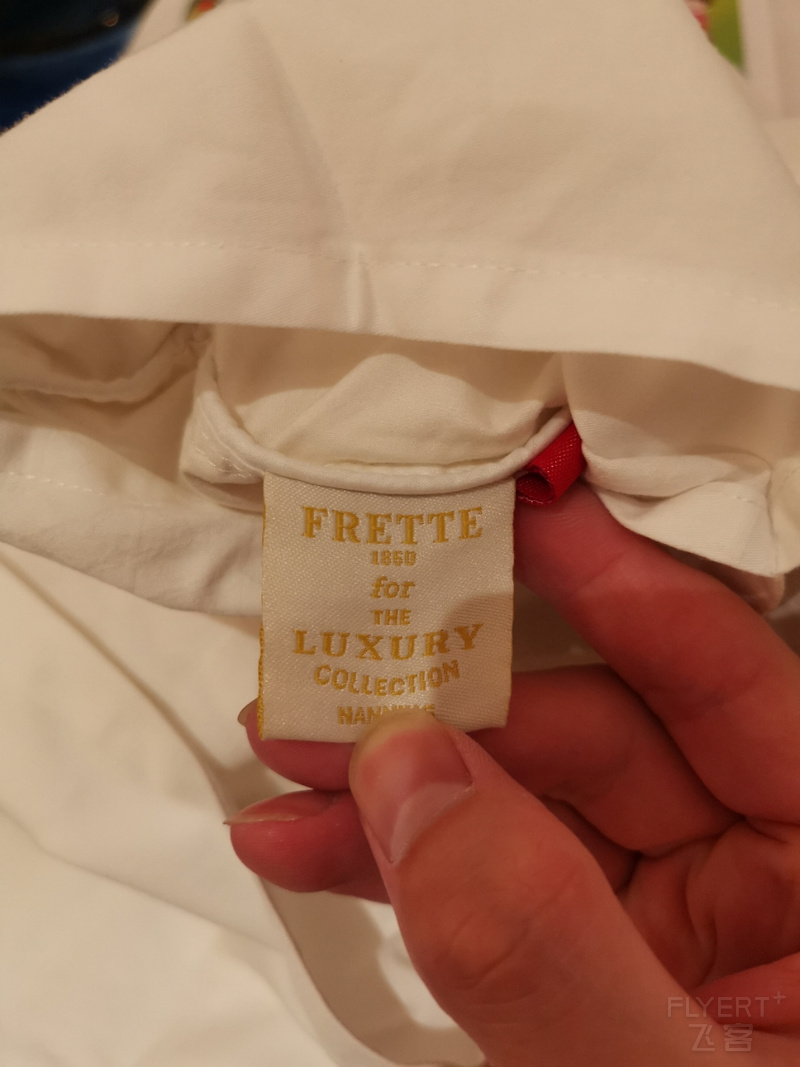 FRETTE
1860
for
THE
LUXURY
COLLECTION
FLYERT+
飞客